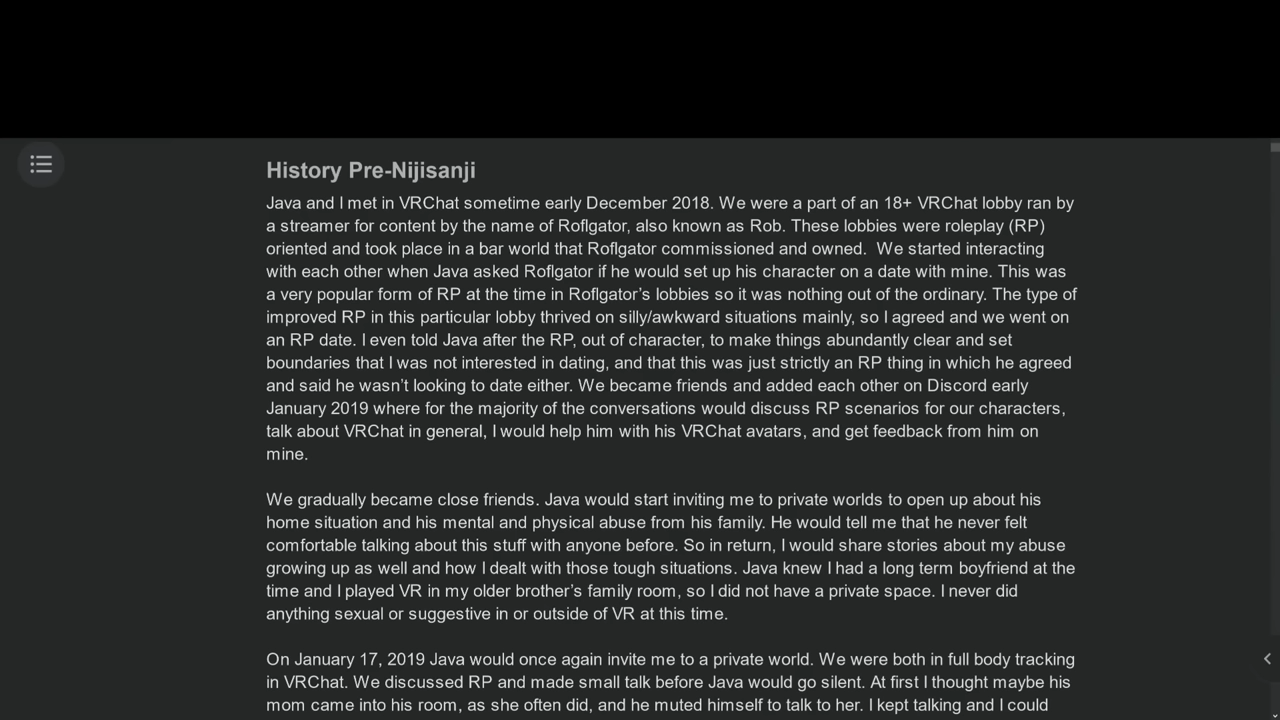 History Pre-Nijisanji
Java and I met in VRChat sometime early December 2018. We were a part of an 18+ VRChat lobby ran by
a streamer for content by the name of Roflgator, also known as Rob. These lobbies were roleplay (RP)
oriented and took place in a bar world that Roflgator commissioned and owned.  We started interacting
with each other when Java asked Roflgator if he would set up his character on a date with mine. This was
a very popular form of RP at the time in Roflgator’s lobbies so it was nothing out of the ordinary. The type of
improved RP in this particular lobby thrived on silly/awkward situations mainly, so I agreed and we went on
an RP date. I even told Java after the RP, out of character, to make things abundantly clear and set
boundaries that I was not interested in dating, and that this was just strictly an RP thing in which he agreed
and said he wasn’t looking to date either. We became friends and added each other on Discord early
January 2019 where for the majority of the conversations would discuss RP scenarios for our characters,
talk about VRChat in general, I would help him with his VRChat avatars, and get feedback from him on
mine.
We gradually became close friends. Java would start inviting me to private worlds to open up about his
home situation and his mental and physical abuse from his family. He would tell me that he never felt
comfortable talking about this stuff with anyone before. So in return, I would share stories about my abuse
growing up as well and how I dealt with those tough situations. Java knew I had a long term boyfriend at the
time and I played VR in my older brother’s family room, so I did not have a private space. I never did
anything sexual or suggestive in or outside of VR at this time.
On January 17, 2019 Java would once again invite me to a private world. We were both in full body tracking
in VRChat. We discussed RP and made small talk before Java would go silent. At first I thought maybe his
mom came into his room, as she often did, and he muted himself to talk to her. I kept talking and I could